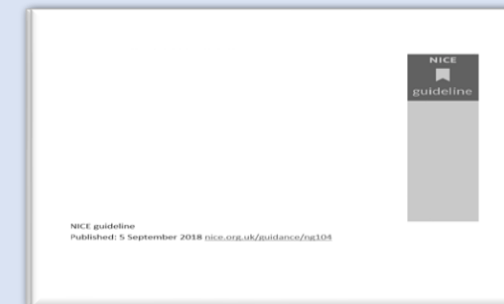 NICE
guideline
NICE guideline
Published: 5 September 2018 nice.org.uk/guidance/ng104